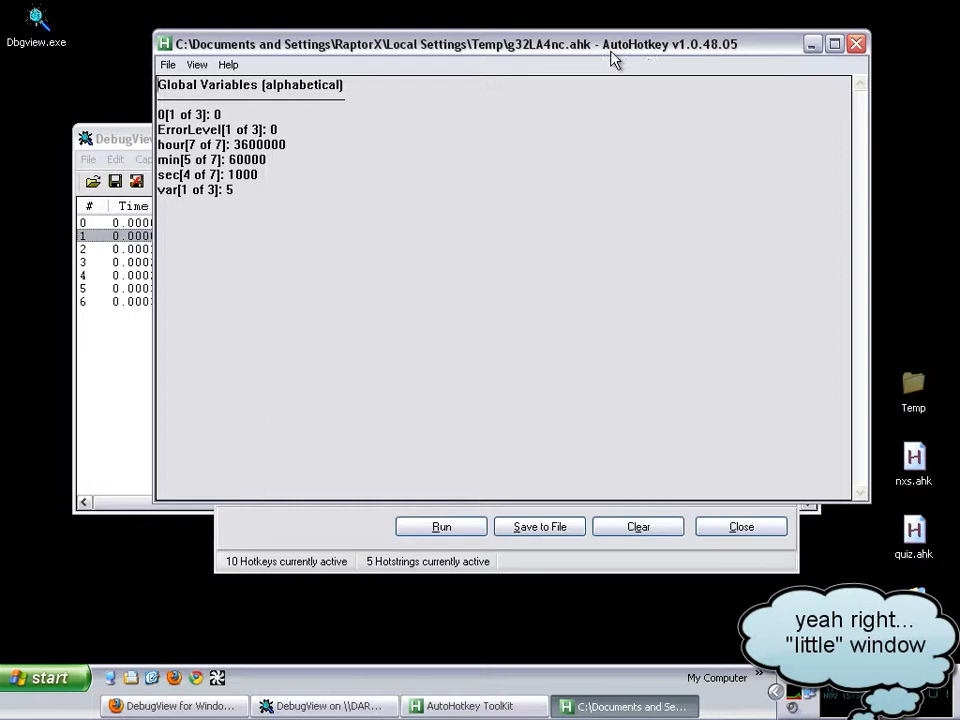 Dbgview.exe
C:\Documents and Settings\RaptorX\Local Settings\Temp\g32LA4nc.ahk - AutoHotkey v1.0.48.05
File View Help
Global Variables (alphabetical)
0[1 of 3]: 0
ErrorLevel[1 of 3]: 0
hour[7 of 7]: 3600000
min[5 of 7]: 60000
sec[4 of 7]: 1000
var[1 of 3]: 5
DebugView
File Edit
# Time
0 0.000
1
2
3
4
5
6
Temp
nxs.ahk
quiz.ahk
Run Save to File Clear Close
10 Hotkeys currently active 5 Hotstrings currently active
yeah right...
"little" window
start
My Computer
DebugView for Windo...
DebugView on \\DAR...
AutoHotkey ToolKit
C:\Documents and Se...